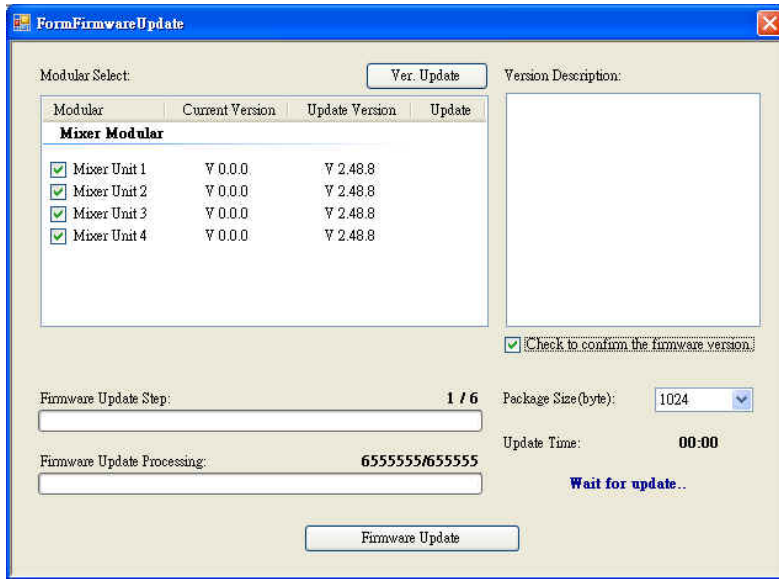 FormFirmwareUpdate
Modular Select:
Ver. Update
Version Description:
Modular Current Version Update Version Update
Mixer Modular
Mixer Unit 1 V 0.0.0 V 2.48.8
Mixer Unit 2 V 0.0.0 V 2.48.8
Mixer Unit 3 V 0.0.0 V 2.48.8
Mixer Unit 4 V 0.0.0 V 2.48.8
Check to confirm the firmware version.
Firmware Update Step: 1 / 6
Package Size(byte): 1024
Update Time: 00:00
Firmware Update Processing: 6555555/655555
Wait for update..
Firmware Update